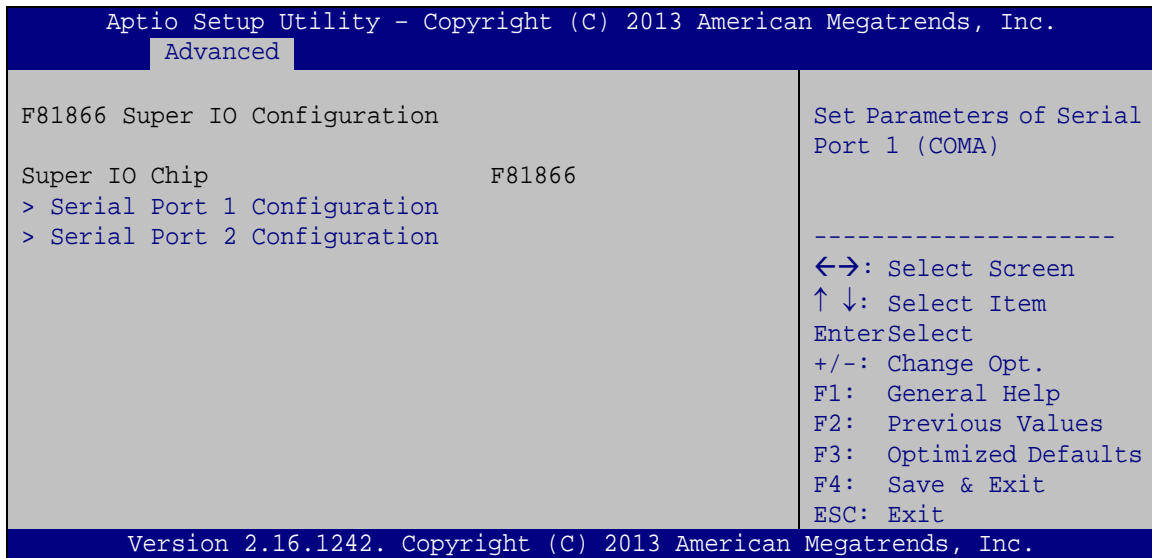 Aptio Setup Utility – Copyright (C) 2013 American Megatrends, Inc.
Advanced
F81866 Super IO Configuration
Super IO Chip F81866
> Serial Port 1 Configuration
> Serial Port 2 Configuration
Set Parameters of Serial
Port 1 (COMA)
---------------------
←→: Select Screen
↑ ↓: Select Item
EnterSelect
+/-: Change Opt.
F1: General Help
F2: Previous Values
F3: Optimized Defaults
F4: Save & Exit
ESC: Exit
Version 2.16.1242. Copyright (C) 2013 American Megatrends, Inc.